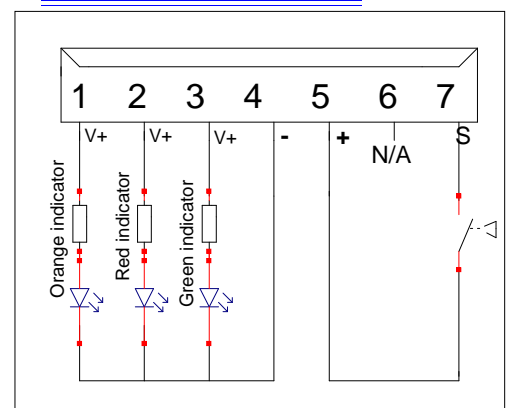 1 2 3 4 5 6 7
V+ V+ V+ - + N/A S
Orange indicator
Red indicator
Green indicator